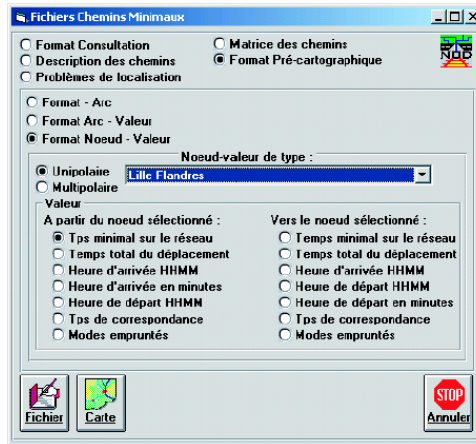 Fichiers Chemins Minimaux
Format Consultation
Matrice des chemins
Description des chemins
Format Pré-cartographique
Problèmes de localisation
NOD
Format - Arc
Format Arc - Valeur
Format Noeud - Valeur
Noeud-valeur de type :
Unipolaire
Lille Flandres
Multipolaire
Valeur
A partir du noeud sélectionné :
Tps minimal sur le réseau
Temps total du déplacement
Heure d'arrivée HHMM
Heure d'arrivée en minutes
Heure de départ HHMM
Tps de correspondance
Modes empruntés
Vers le noeud sélectionné :
Temps minimal sur le réseau
Temps total du déplacement
Heure d'arrivée HHMM
Heure de départ HHMM
Heure de départ en minutes
Tps de correspondance
Modes empruntés
Fichier
Carte
STOP
Annuler